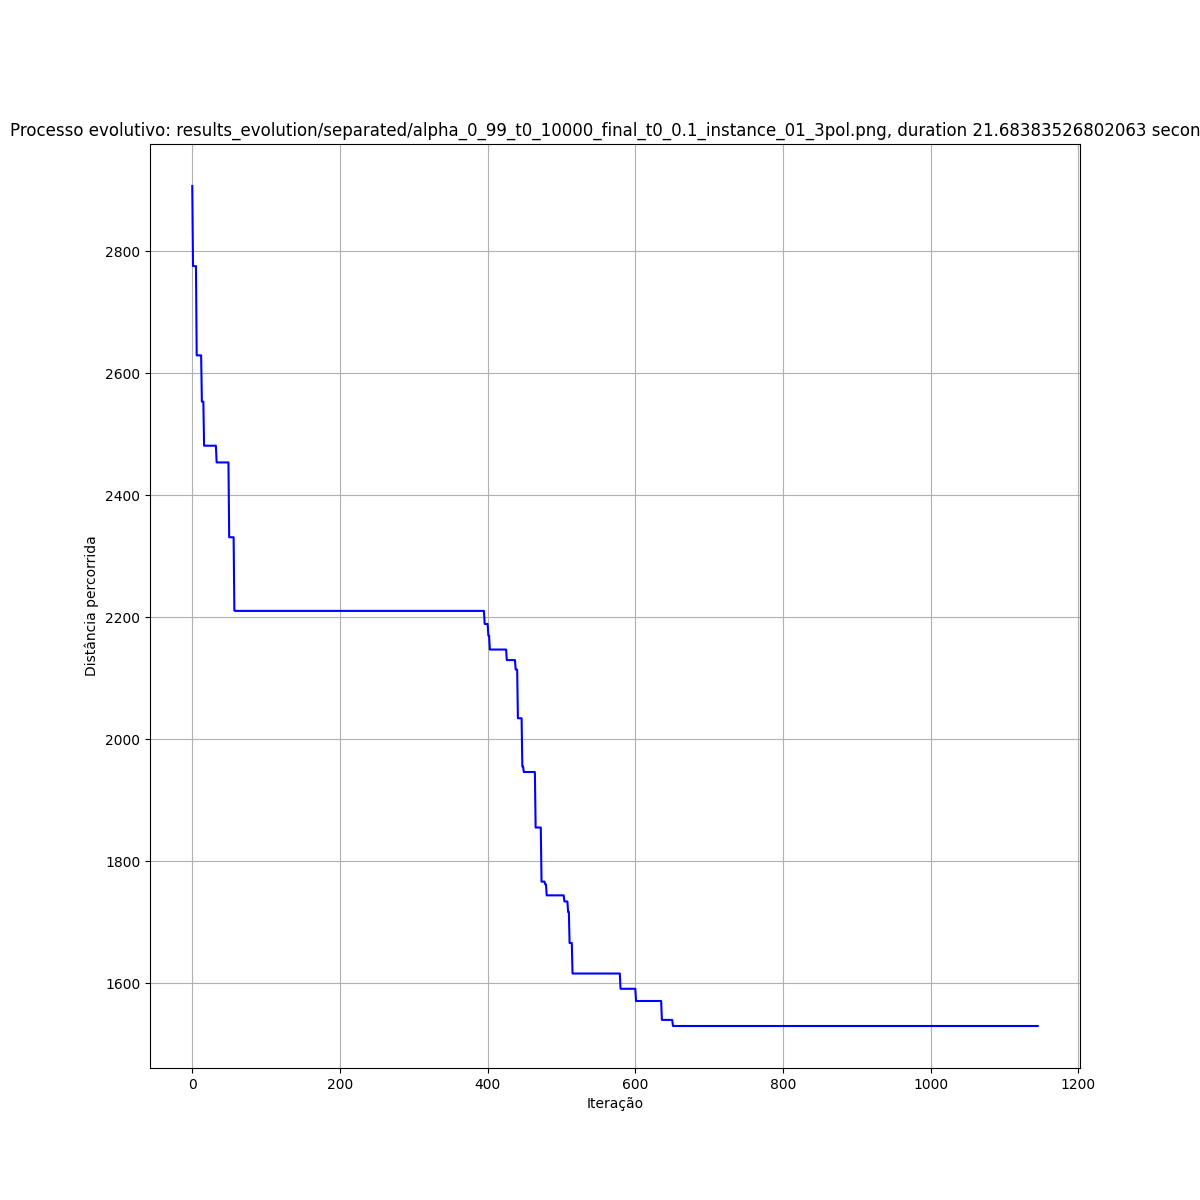 Processo evolutivo: results_evolution/separated/alpha_0_99_t0_10000_final_t0_0.1_instance_01_3pol.png, duration 21.68383526802063 secon
2800
2600
2400
2200
2000
1800
1600
Distância percorrida
0 200 400 600 800 1000 1200
Iteração